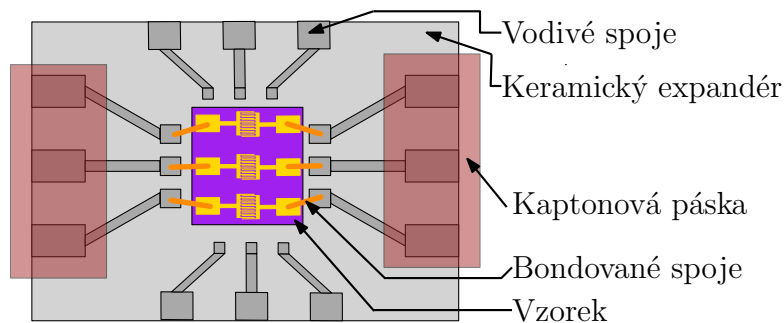 Vodivé spoje
Keramický expandér
Kaptonová páska
Bondované spoje
Vzorek